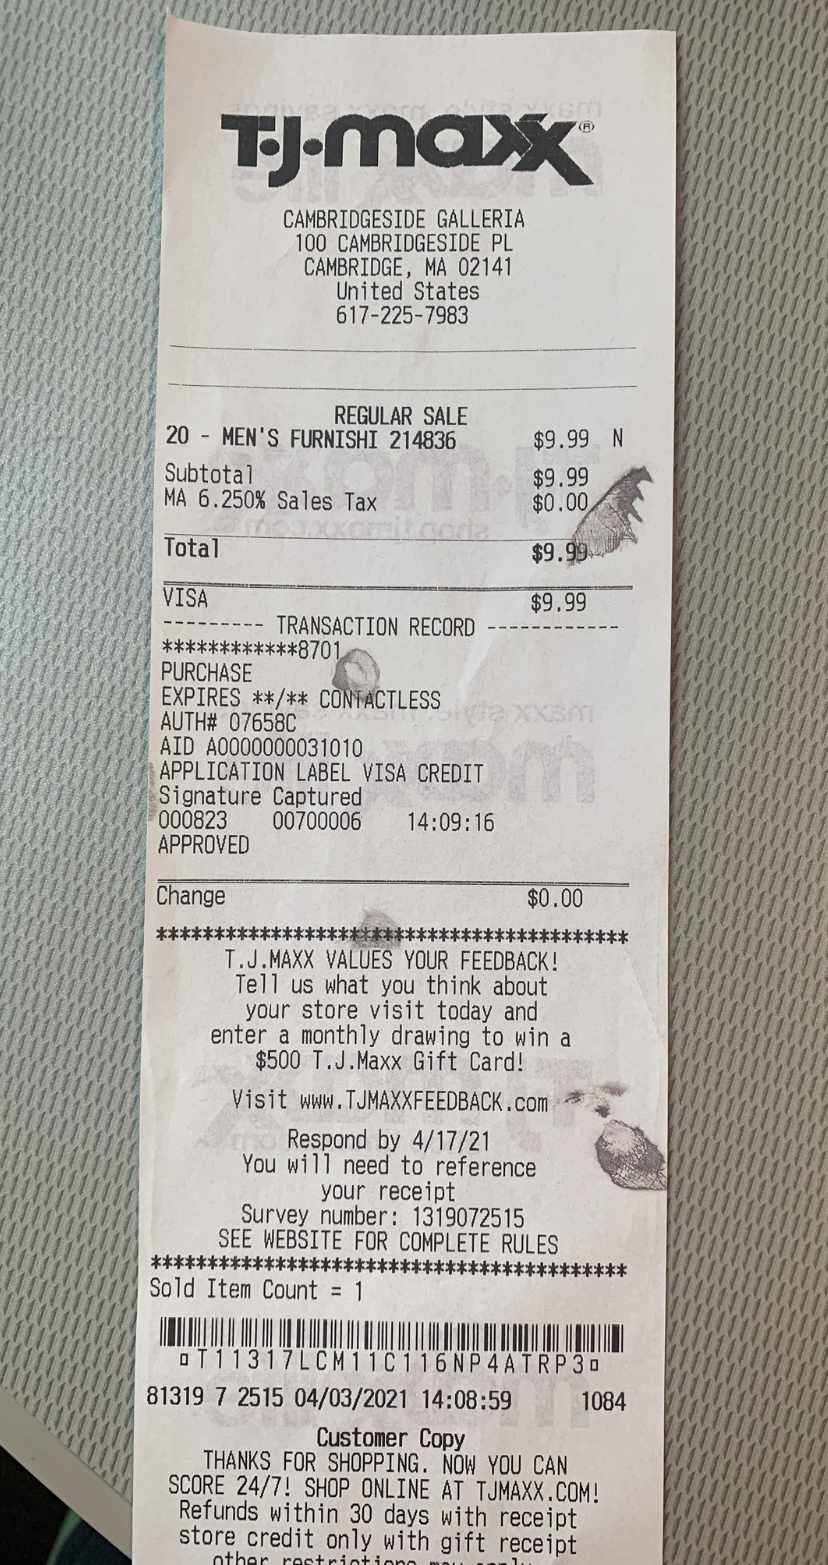 T·J·maxx®
CAMBRIDGESIDE GALLERIA
100 CAMBRIDGESIDE PL
CAMBRIDGE, MA 02141
United States
617-225-7983
REGULAR SALE
20 - MEN'S FURNISHI 214836 $9.99 N
Subtotal $9.99
MA 6.250% Sales Tax $0.00
Total $9.99
VISA $9.99
--------- TRANSACTION RECORD ------------
************8701
PURCHASE
EXPIRES **/** CONTACTLESS
AUTH# 07658C
AID A0000000031010
APPLICATION LABEL VISA CREDIT
Signature Captured
000823 00700006 14:09:16
APPROVED
Change $0.00
*****************************************
T.J.MAXX VALUES YOUR FEEDBACK!
Tell us what you think about
your store visit today and
enter a monthly drawing to win a
$500 T.J.Maxx Gift Card!
Visit www.TJMAXXFEEDBACK.com
Respond by 4/17/21
You will need to reference
your receipt
Survey number: 1319072515
SEE WEBSITE FOR COMPLETE RULES
*****************************************
Sold Item Count = 1
¤T11317LCM11C116NP4ATRP3¤
81319 7 2515 04/03/2021 14:08:59 1084
Customer Copy
THANKS FOR SHOPPING. NOW YOU CAN
SCORE 24/7! SHOP ONLINE AT TJMAXX.COM!
Refunds within 30 days with receipt
store credit only with gift receipt
other restrictions may apply